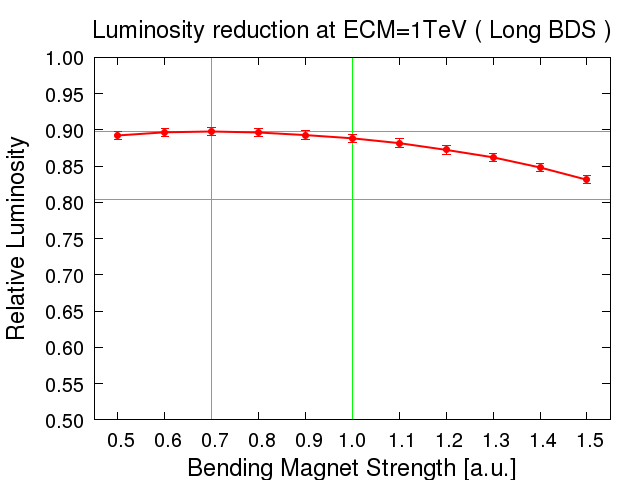 Luminosity reduction at ECM=1TeV ( Long BDS )
1.00
0.95
0.90
0.85
0.80
0.75
0.70
0.65
0.60
0.55
0.50
Relative Luminosity
0.5 0.6 0.7 0.8 0.9 1.0 1.1 1.2 1.3 1.4 1.5
Bending Magnet Strength [a.u.]